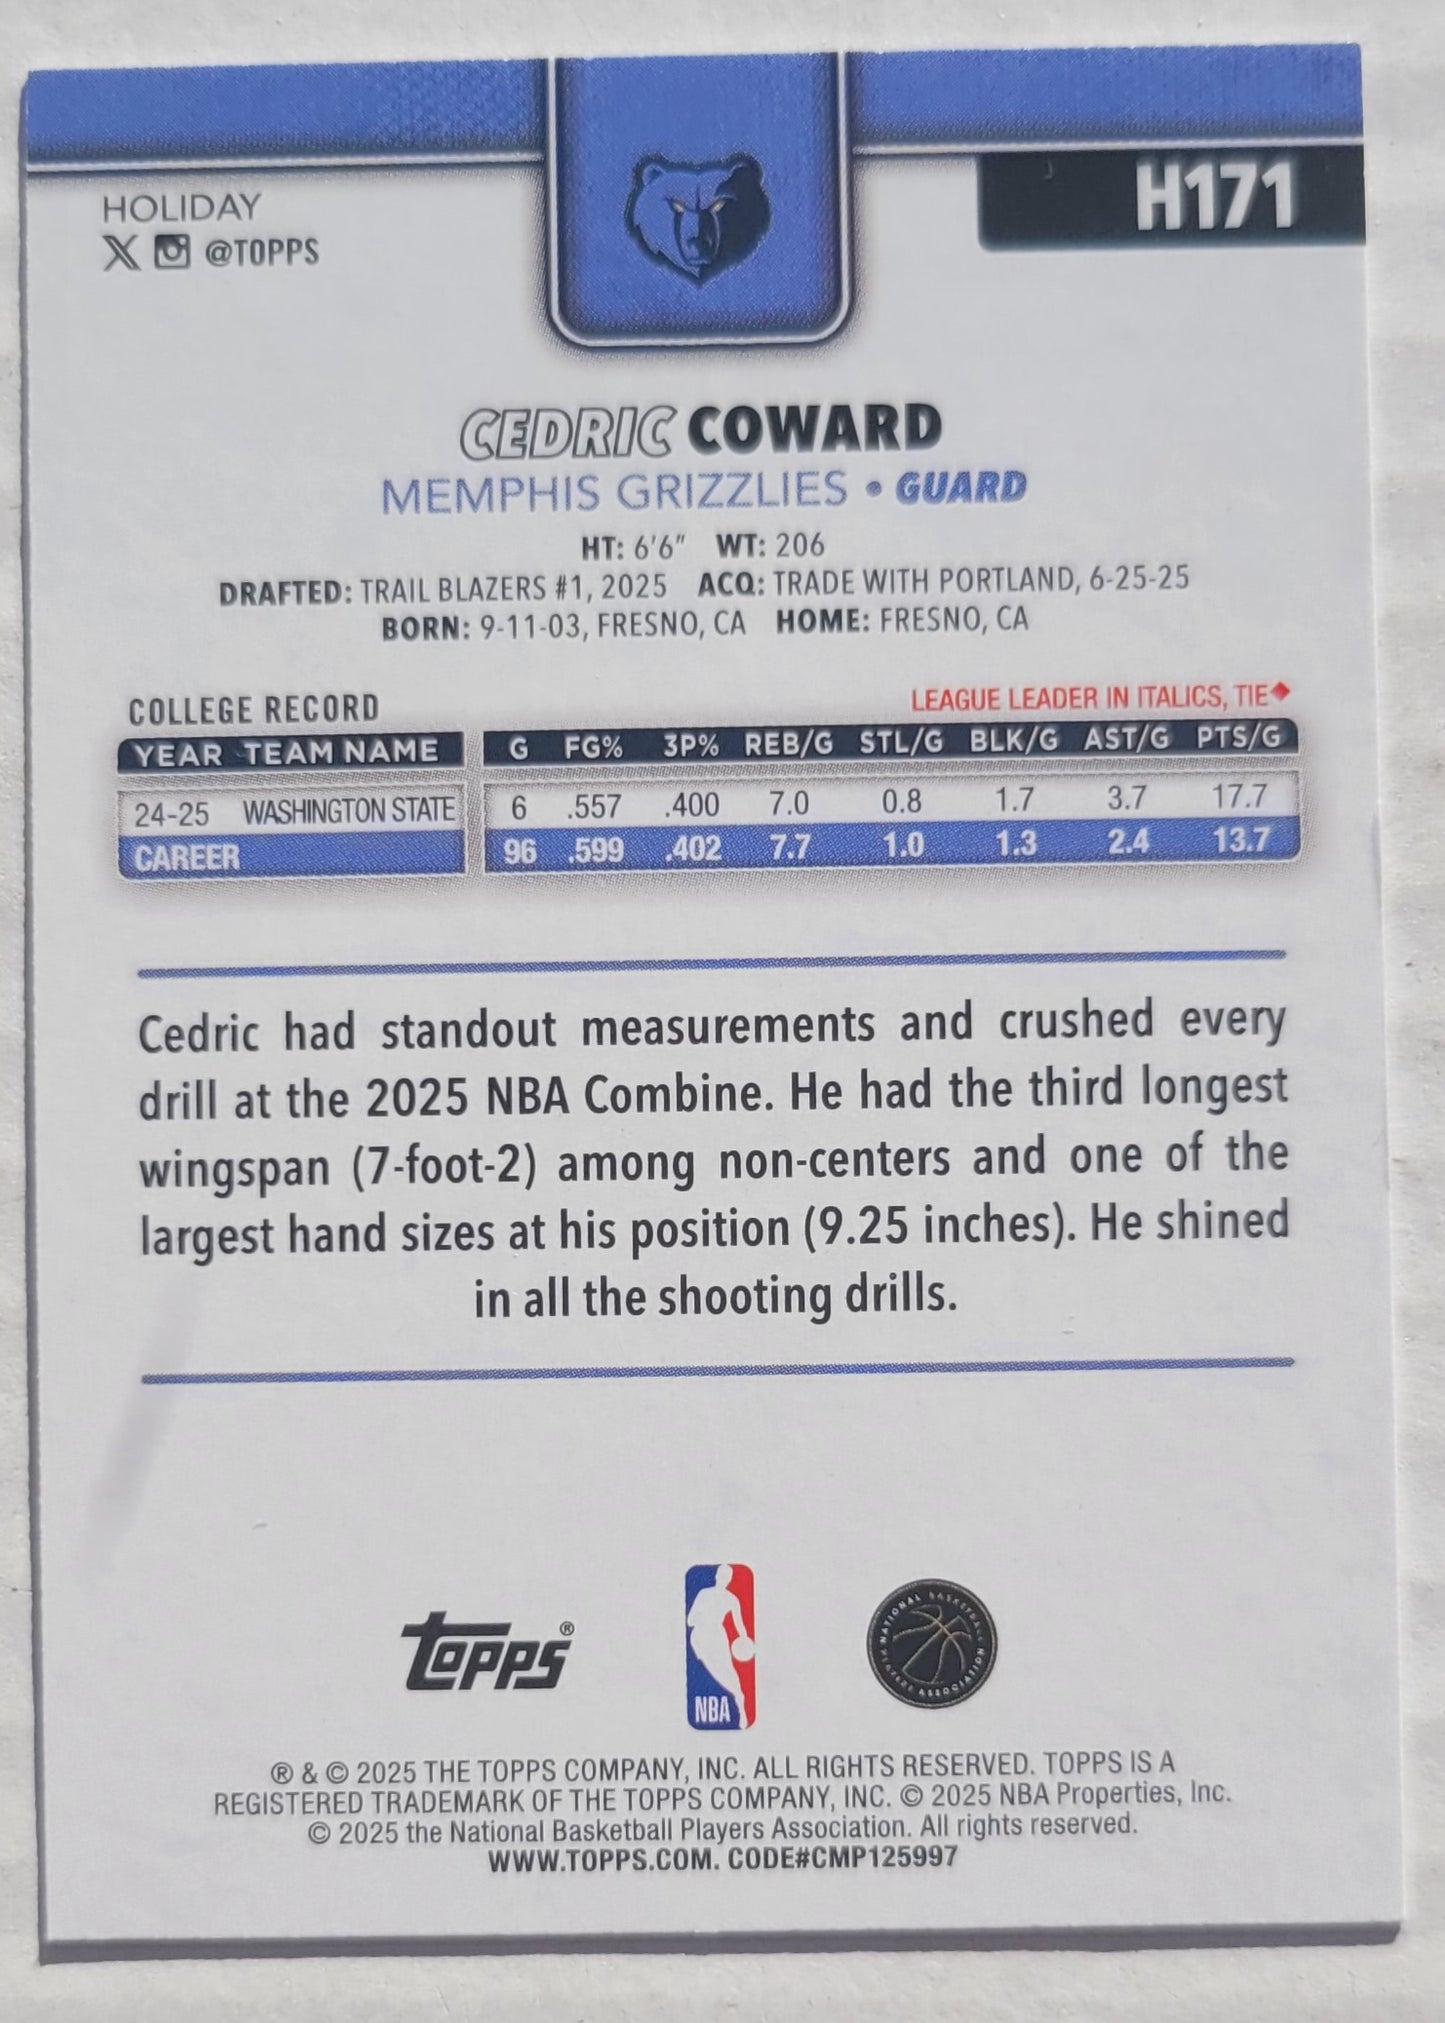 HOLIDAY
@TOPPS
H171
CEDRIC COWARD
MEMPHIS GRIZZLIES • GUARD
HT: 6'6" WT: 206
DRAFTED: TRAIL BLAZERS #1, 2025 ACQ: TRADE WITH PORTLAND, 6-25-25
BORN: 9-11-03, FRESNO, CA HOME: FRESNO, CA
COLLEGE RECORD LEAGUE LEADER IN ITALICS, TIE◆
YEAR TEAM NAME G FG% 3P% REB/G STL/G BLK/G AST/G PTS/G
24-25 WASHINGTON STATE 6 .557 .400 7.0 0.8 1.7 3.7 17.7
CAREER 96 .599 .402 7.7 1.0 1.3 2.4 13.7
Cedric had standout measurements and crushed every
drill at the 2025 NBA Combine. He had the third longest
wingspan (7-foot-2) among non-centers and one of the
largest hand sizes at his position (9.25 inches). He shined
in all the shooting drills.
Topps®
NBA
NATIONAL BASKETBALL PLAYERS ASSOCIATION
® & © 2025 THE TOPPS COMPANY, INC. ALL RIGHTS RESERVED. TOPPS IS A
REGISTERED TRADEMARK OF THE TOPPS COMPANY, INC. © 2025 NBA Properties, Inc.
© 2025 the National Basketball Players Association. All rights reserved.
WWW.TOPPS.COM. CODE#CMP125997